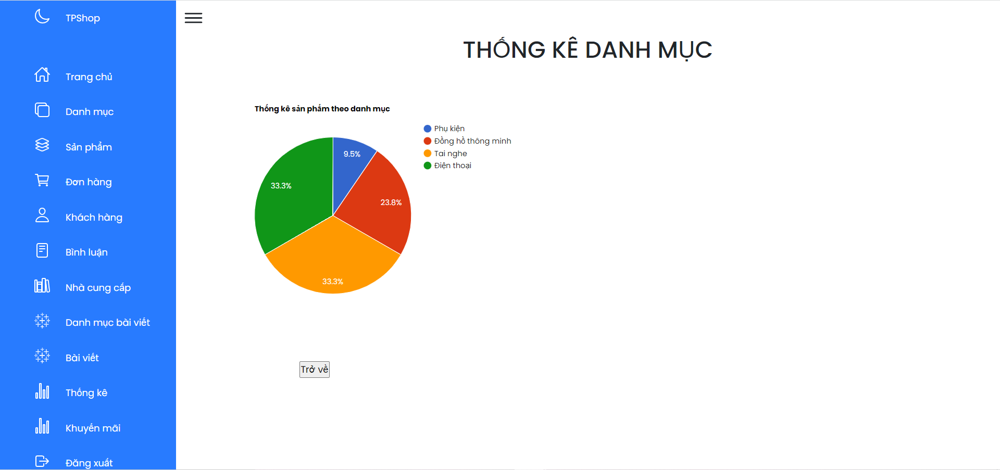 TPShop
Trang chủ
Danh mục
Sản phẩm
Đơn hàng
Khách hàng
Bình luận
Nhà cung cấp
Danh mục bài viết
Bài viết
Thống kê
Khuyến mãi
Đăng xuất
THỐNG KÊ DANH MỤC
Thống kê sản phẩm theo danh mục
Phụ kiện
Đồng hồ thông minh
Tai nghe
Điện thoại
9.5%
33.3%
23.8%
33.3%
Trở về